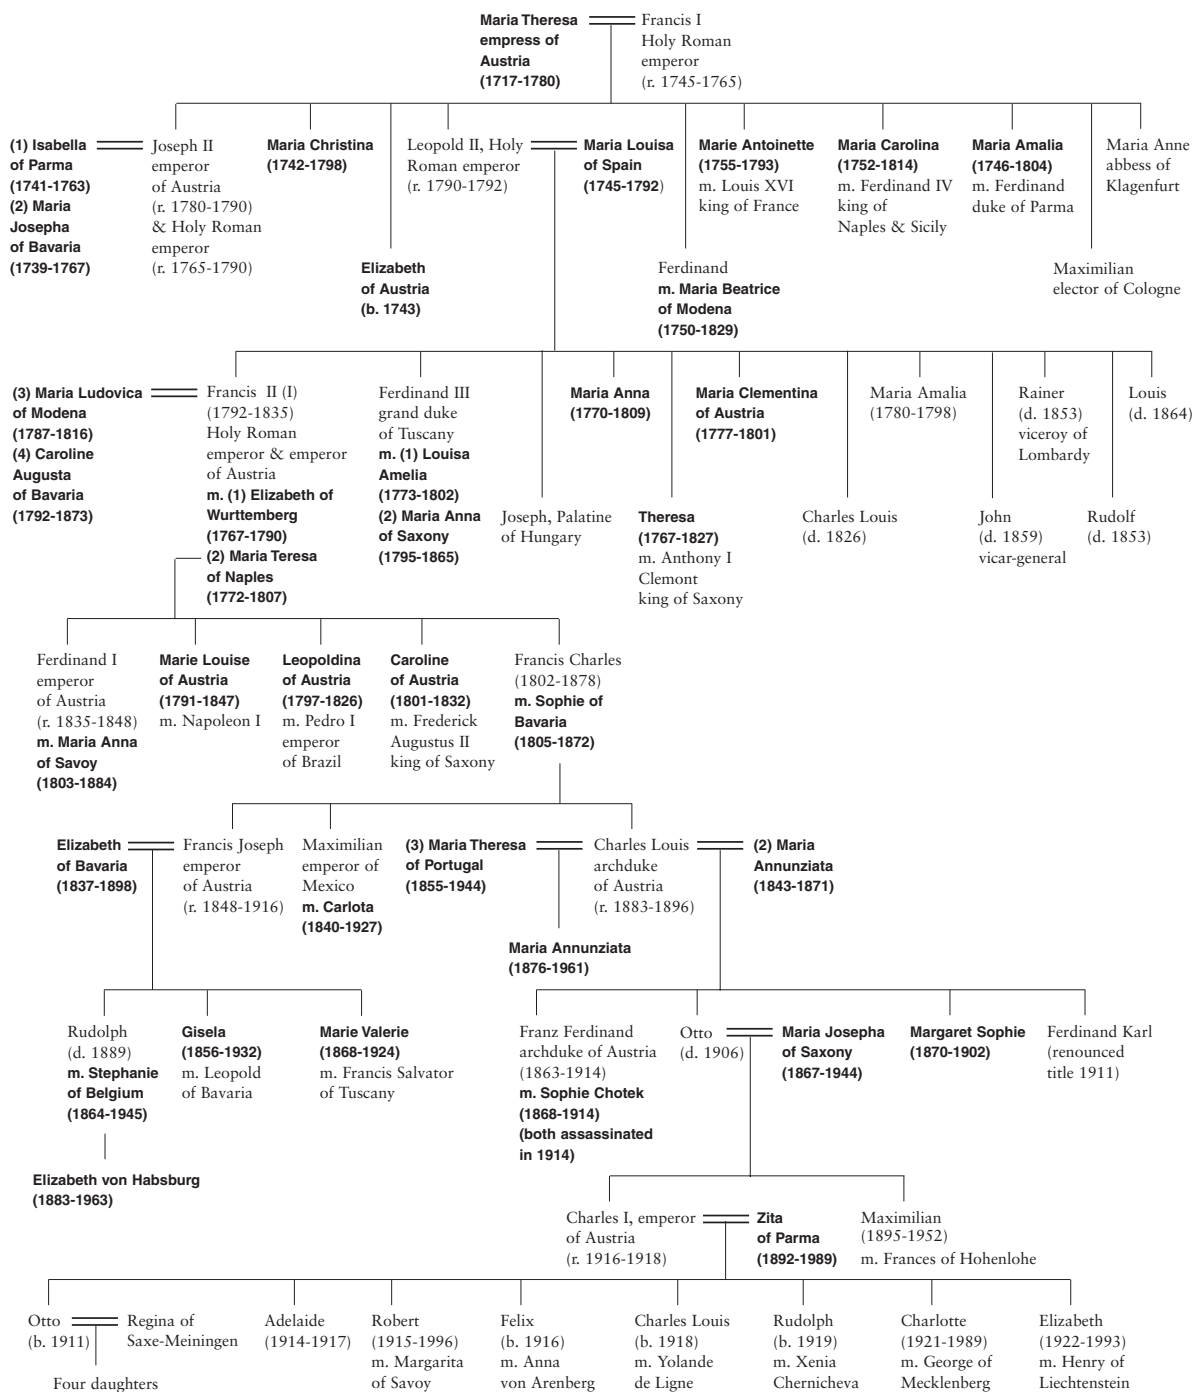 Maria Theresa
empress of
Austria
(1717-1780)
Francis I
Holy Roman
emperor
(r. 1745-1765)
(1) Isabella
of Parma
(1741-1763)
(2) Maria
Josepha
of Bavaria
(1739-1767)
Joseph II
emperor
of Austria
(r. 1780-1790)
& Holy Roman
emperor
(r. 1765-1790)
Maria Christina
(1742-1798)
Elizabeth
of Austria
(b. 1743)
Leopold II, Holy
Roman emperor
(r. 1790-1792)
Maria Louisa
of Spain
(1745-1792)
Ferdinand
m. Maria Beatrice
of Modena
(1750-1829)
Marie Antoinette
(1755-1793)
m. Louis XVI
king of France
Maria Carolina
(1752-1814)
m. Ferdinand IV
king of
Naples & Sicily
Maria Amalia
(1746-1804)
m. Ferdinand
duke of Parma
Maximilian
elector of Cologne
Maria Anne
abbess of
Klagenfurt
(3) Maria Ludovica
of Modena
(1787-1816)
(4) Caroline
Augusta
of Bavaria
(1792-1873)
Francis II (I)
(1792-1835)
Holy Roman
emperor & emperor
of Austria
m. (1) Elizabeth of
Wurttemberg
(1767-1790)
(2) Maria Teresa
of Naples
(1772-1807)
Ferdinand III
grand duke
of Tuscany
m. (1) Louisa
Amelia
(1773-1802)
(2) Maria Anna
of Saxony
(1795-1865)
Joseph, Palatine
of Hungary
Maria Anna
(1770-1809)
Theresa
(1767-1827)
m. Anthony I
Clemont
king of Saxony
Maria Clementina
of Austria
(1777-1801)
Charles Louis
(d. 1826)
Maria Amalia
(1780-1798)
John
(d. 1859)
vicar-general
Rainer
(d. 1853)
viceroy of
Lombardy
Rudolf
(d. 1853)
Louis
(d. 1864)
Ferdinand I
emperor
of Austria
(r. 1835-1848)
m. Maria Anna
of Savoy
(1803-1884)
Marie Louise
of Austria
(1791-1847)
m. Napoleon I
Leopoldina
of Austria
(1797-1826)
m. Pedro I
emperor
of Brazil
Caroline
of Austria
(1801-1832)
m. Frederick
Augustus II
king of Saxony
Francis Charles
(1802-1878)
m. Sophie of
Bavaria
(1805-1872)
Elizabeth
of Bavaria
(1837-1898)
Francis Joseph
emperor
of Austria
(r. 1848-1916)
Maximilian
emperor of
Mexico
m. Carlota
(1840-1927)
(3) Maria Theresa
of Portugal
(1855-1944)
Charles Louis
archduke
of Austria
(r. 1883-1896)
(2) Maria
Annunziata
(1843-1871)
Maria Annunziata
(1876-1961)
Rudolph
(d. 1889)
m. Stephanie
of Belgium
(1864-1945)
Gisela
(1856-1932)
m. Leopold
of Bavaria
Marie Valerie
(1868-1924)
m. Francis Salvator
of Tuscany
Franz Ferdinand
archduke of Austria
(1863-1914)
m. Sophie Chotek
(1868-1914)
(both assassinated
in 1914)
Otto
(d. 1906)
Maria Josepha
of Saxony
(1867-1944)
Margaret Sophie
(1870-1902)
Ferdinand Karl
(renounced
title 1911)
Elizabeth von Habsburg
(1883-1963)
Charles I, emperor
of Austria
(r. 1916-1918)
Zita
of Parma
(1892-1989)
Maximilian
(1895-1952)
m. Frances of Hohenlohe
Otto
(b. 1911)
Regina of
Saxe-Meiningen
Four daughters
Adelaide
(1914-1917)
Robert
(1915-1996)
m. Margarita
of Savoy
Felix
(b. 1916)
m. Anna
von Arenberg
Charles Louis
(b. 1918)
m. Yolande
de Ligne
Rudolph
(b. 1919)
m. Xenia
Chernicheva
Charlotte
(1921-1989)
m. George of
Mecklenberg
Elizabeth
(1922-1993)
m. Henry of
Liechtenstein